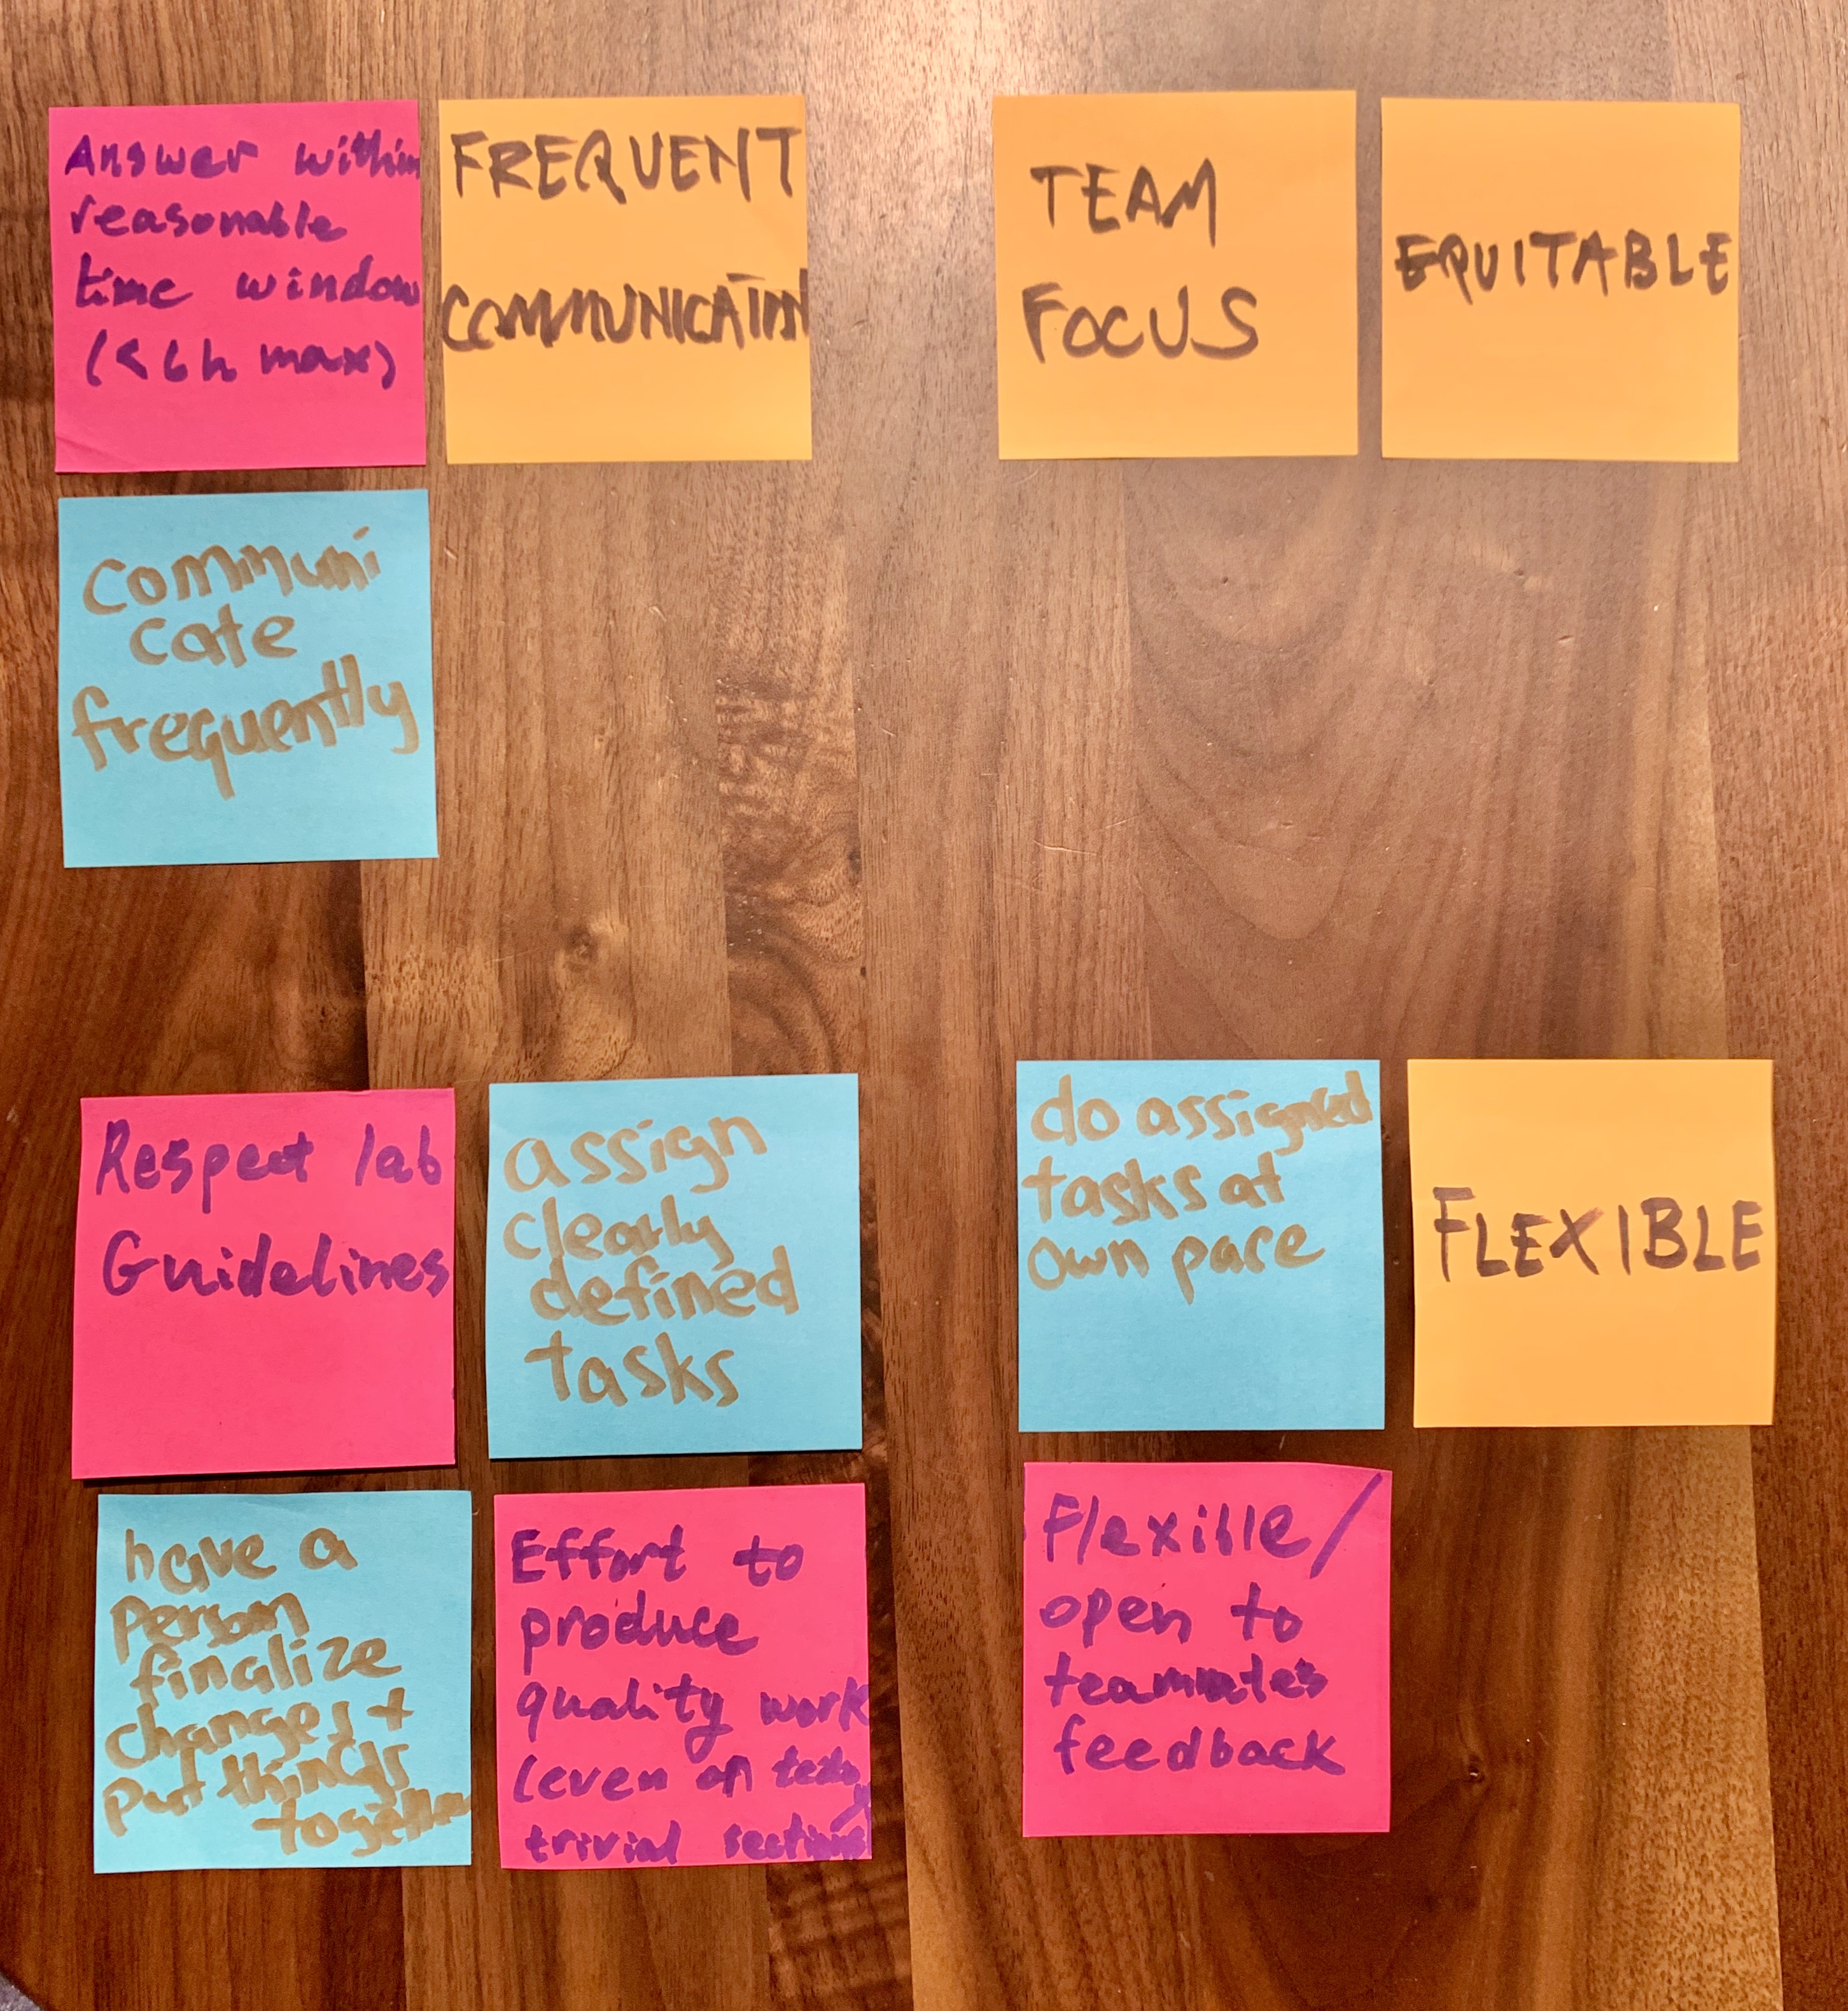 Answer within
reasonable
time window
(<6h max)
FREQUENT
COMMUNICATION
TEAM
FOCUS
EQUITABLE
communi
cate
frequently
Respect lab
Guidelines
assign
clearly
defined
tasks
do assigned
tasks at
own pace
FLEXIBLE
have a
person
finalize
changes +
put things
together
Effort to
produce
quality work
(even on
trivial sections
Flexible/
open to
teammates
feedback